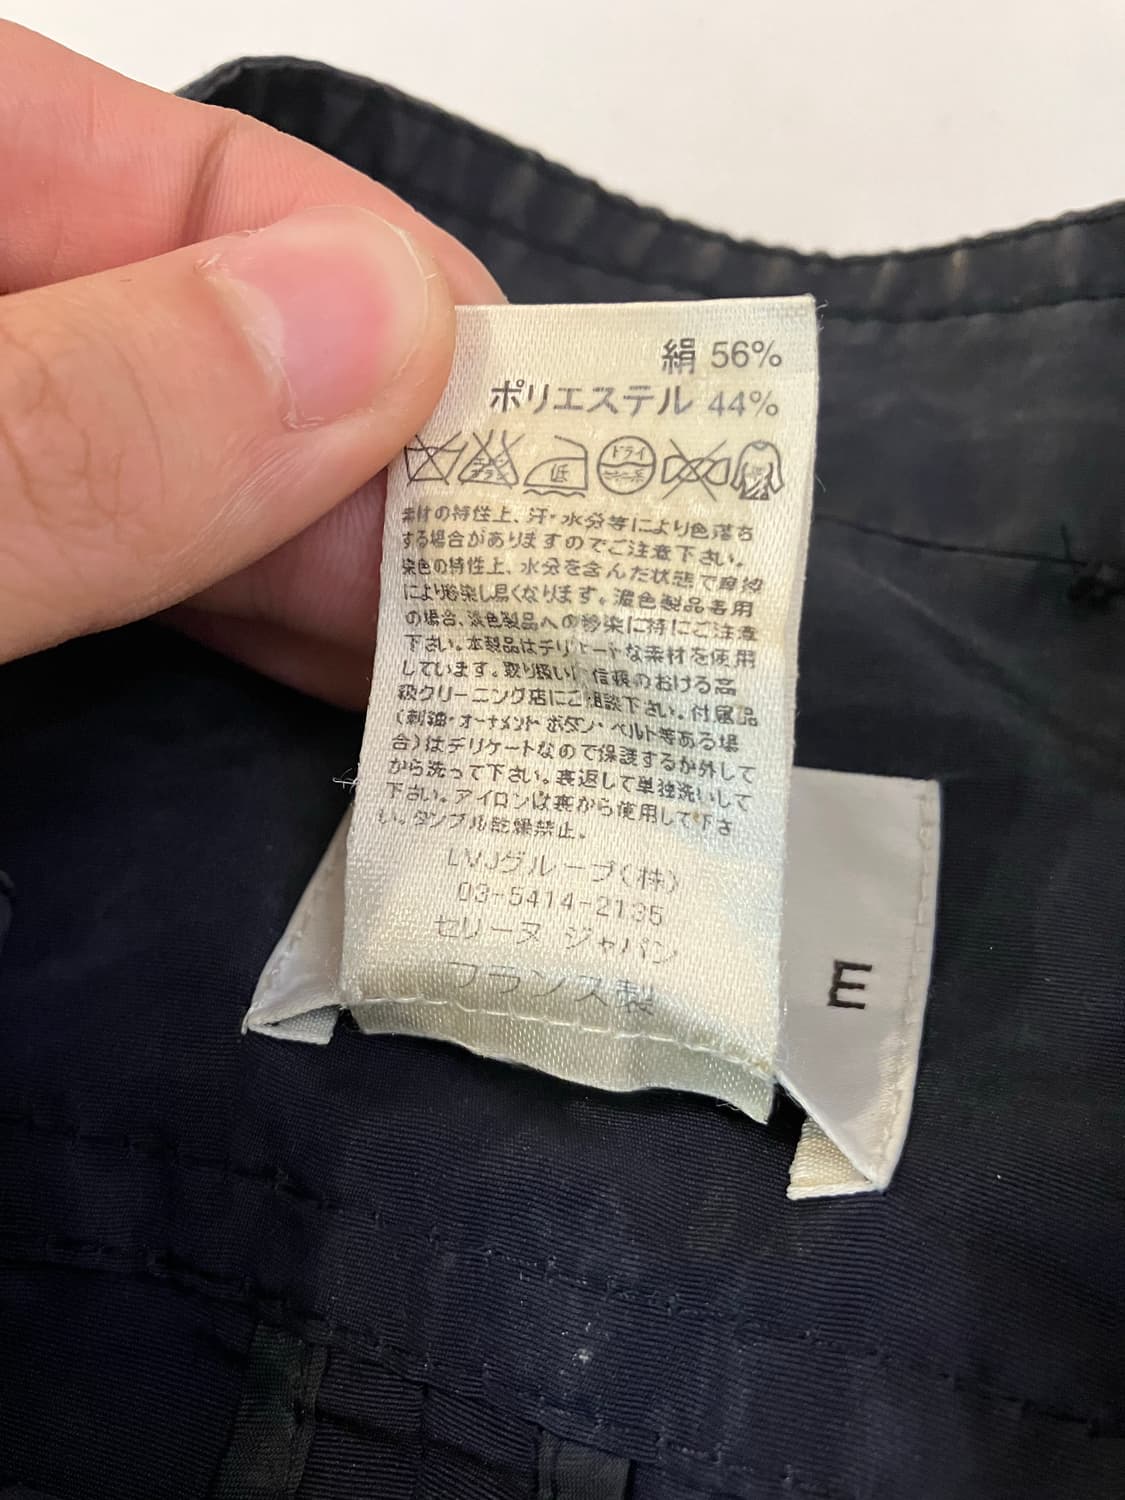 絹 56%
ポリエステル 44%
ドライ
低
素材の特性上、汗・水分等により色落ち
する場合がありますのでご注意下さい。
染色の特性上、水分を含んだ状態で摩擦
により移染し易くなります。濃色製品着用
の場合、淡色製品への移染に特にご注意
下さい。本製品はデリケートな素材を使用
しています。取り扱いは信頼のおける高
級クリーニング店にご相談下さい。付属品
(刺繍・オーナメント ボタン・ベルト等ある場
合)はデリケートなので保護するか外して
から洗って下さい。裏返して単独洗いして
下さい。アイロンは裏から使用して下さ
い。タンブル乾燥禁止。
LVJグループ(株)
03-5414-2135
セリーヌ ジャパン
フランス製
E